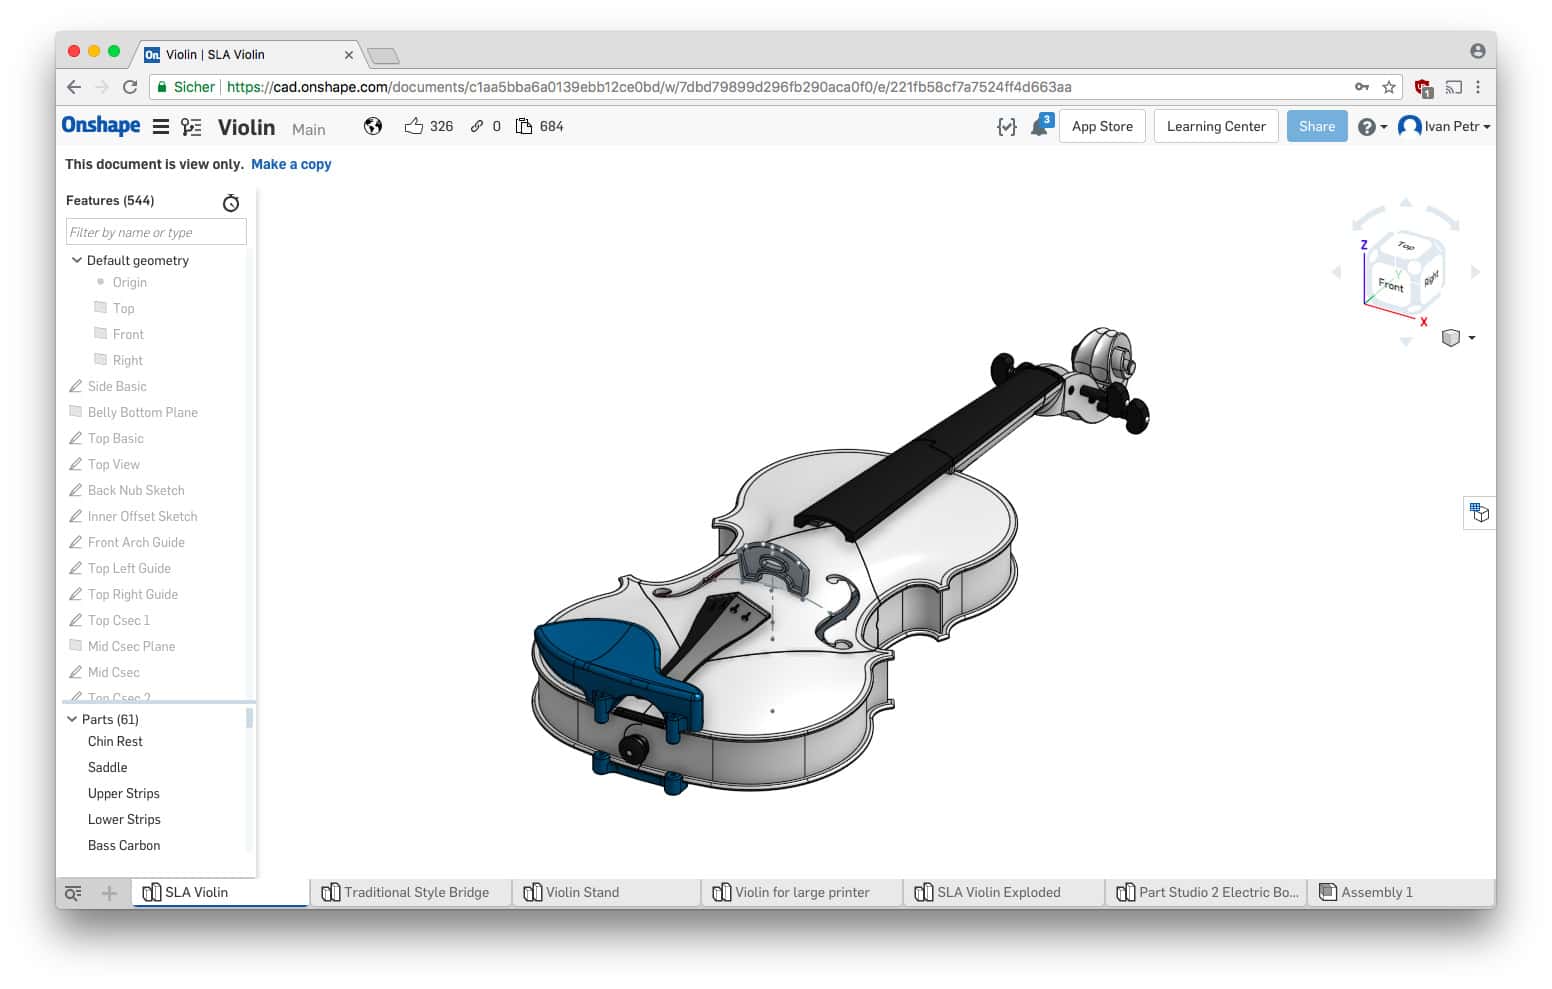 On Violin | SLA Violin
Sicher https://cad.onshape.com/documents/c1aa5bba6a0139ebb12ce0bd/w/7dbd79899d296fb290aca0f0/e/221fb58cf7a7524ff4d663aa 1
Onshape Violin Main 326 0 684 3 App Store Learning Center Share Ivan Petr
This document is view only. Make a copy
Features (544)
Filter by name or type
Default geometry
Origin
Top
Front
Right
Side Basic
Belly Bottom Plane
Top Basic
Top View
Back Nub Sketch
Inner Offset Sketch
Front Arch Guide
Top Left Guide
Top Right Guide
Top Csec 1
Mid Csec Plane
Mid Csec
Top Csec 2
Parts (61)
Chin Rest
Saddle
Upper Strips
Lower Strips
Bass Carbon
Z
Top
Y
Front Right
X
SLA Violin Traditional Style Bridge Violin Stand Violin for large printer SLA Violin Exploded Part Studio 2 Electric Bo... Assembly 1